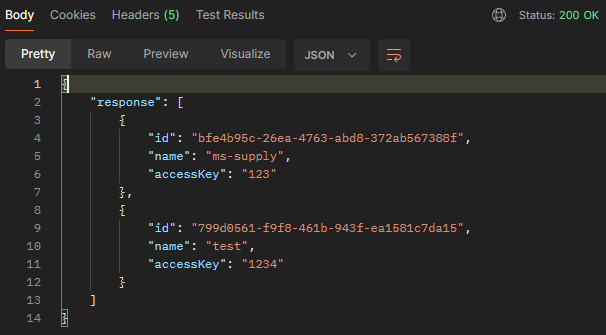 Body Cookies Headers (5) Test Results Status: 200 OK
Pretty Raw Preview Visualize JSON
1 {
2 "response": [
3 {
4 "id": "bfe4b95c-26ea-4763-abd8-372ab567388f",
5 "name": "ms-supply",
6 "accessKey": "123"
7 },
8 {
9 "id": "799d0561-f9f8-461b-943f-ea1581c7da15",
10 "name": "test",
11 "accessKey": "1234"
12 }
13 ]
14 }